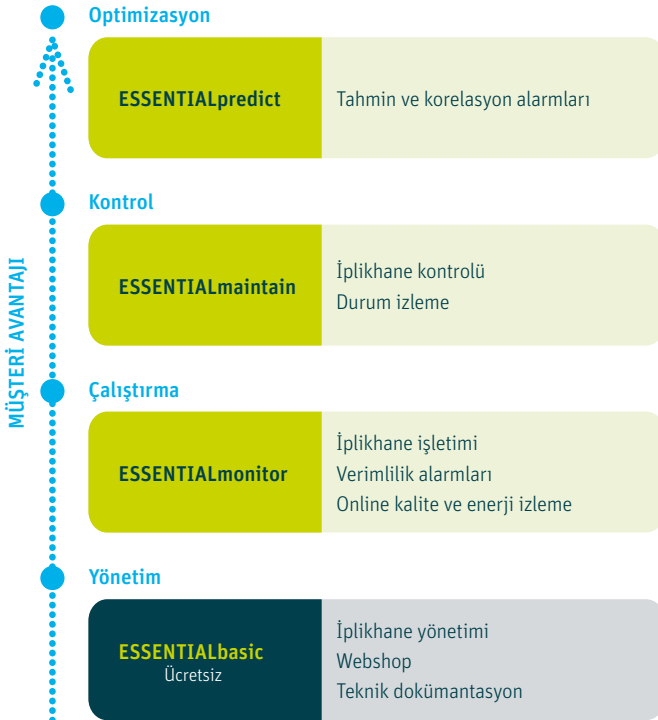 Optimizasyon
ESSENTIALpredict
Tahmin ve korelasyon alarmları
Kontrol
ESSENTIALmaintain
İplikhane kontrolü
Durum izleme
MÜŞTERİ AVANTAJI
Çalıştırma
ESSENTIALmonitor
İplikhane işletimi
Verimlilik alarmları
Online kalite ve enerji izleme
Yönetim
ESSENTIALbasic
Ücretsiz
İplikhane yönetimi
Webshop
Teknik dokümantasyon